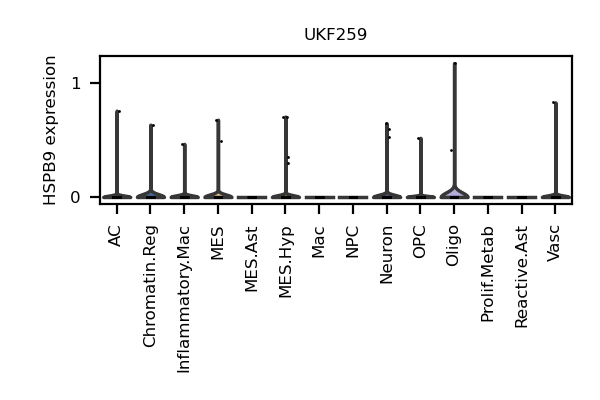 UKF259
HSPB9 expression
1
0
AC
Chromatin.Reg
Inflammatory.Mac
MES
MES.Ast
MES.Hyp
Mac
NPC
Neuron
OPC
Oligo
Prolif.Metab
Reactive.Ast
Vasc